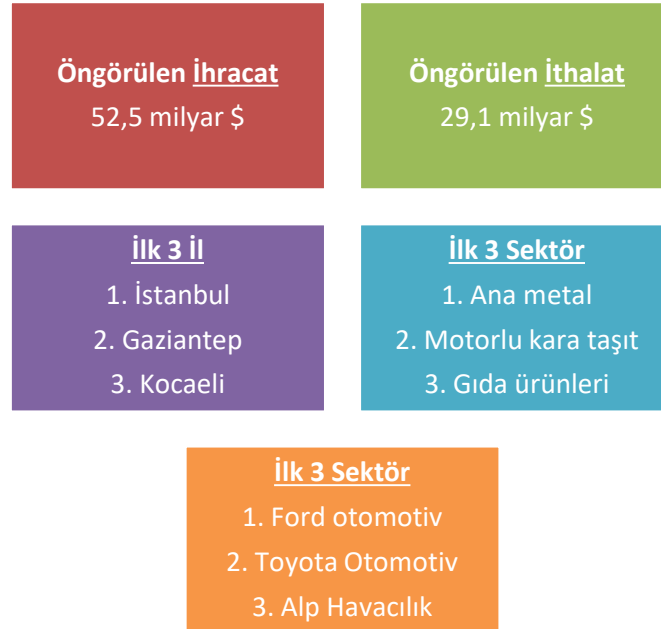 Öngörülen İhracat
52,5 milyar $
Öngörülen İthalat
29,1 milyar $
İlk 3 İl
1. İstanbul
2. Gaziantep
3. Kocaeli
İlk 3 Sektör
1. Ana metal
2. Motorlu kara taşıt
3. Gıda ürünleri
İlk 3 Sektör
1. Ford otomotiv
2. Toyota Otomotiv
3. Alp Havacılık